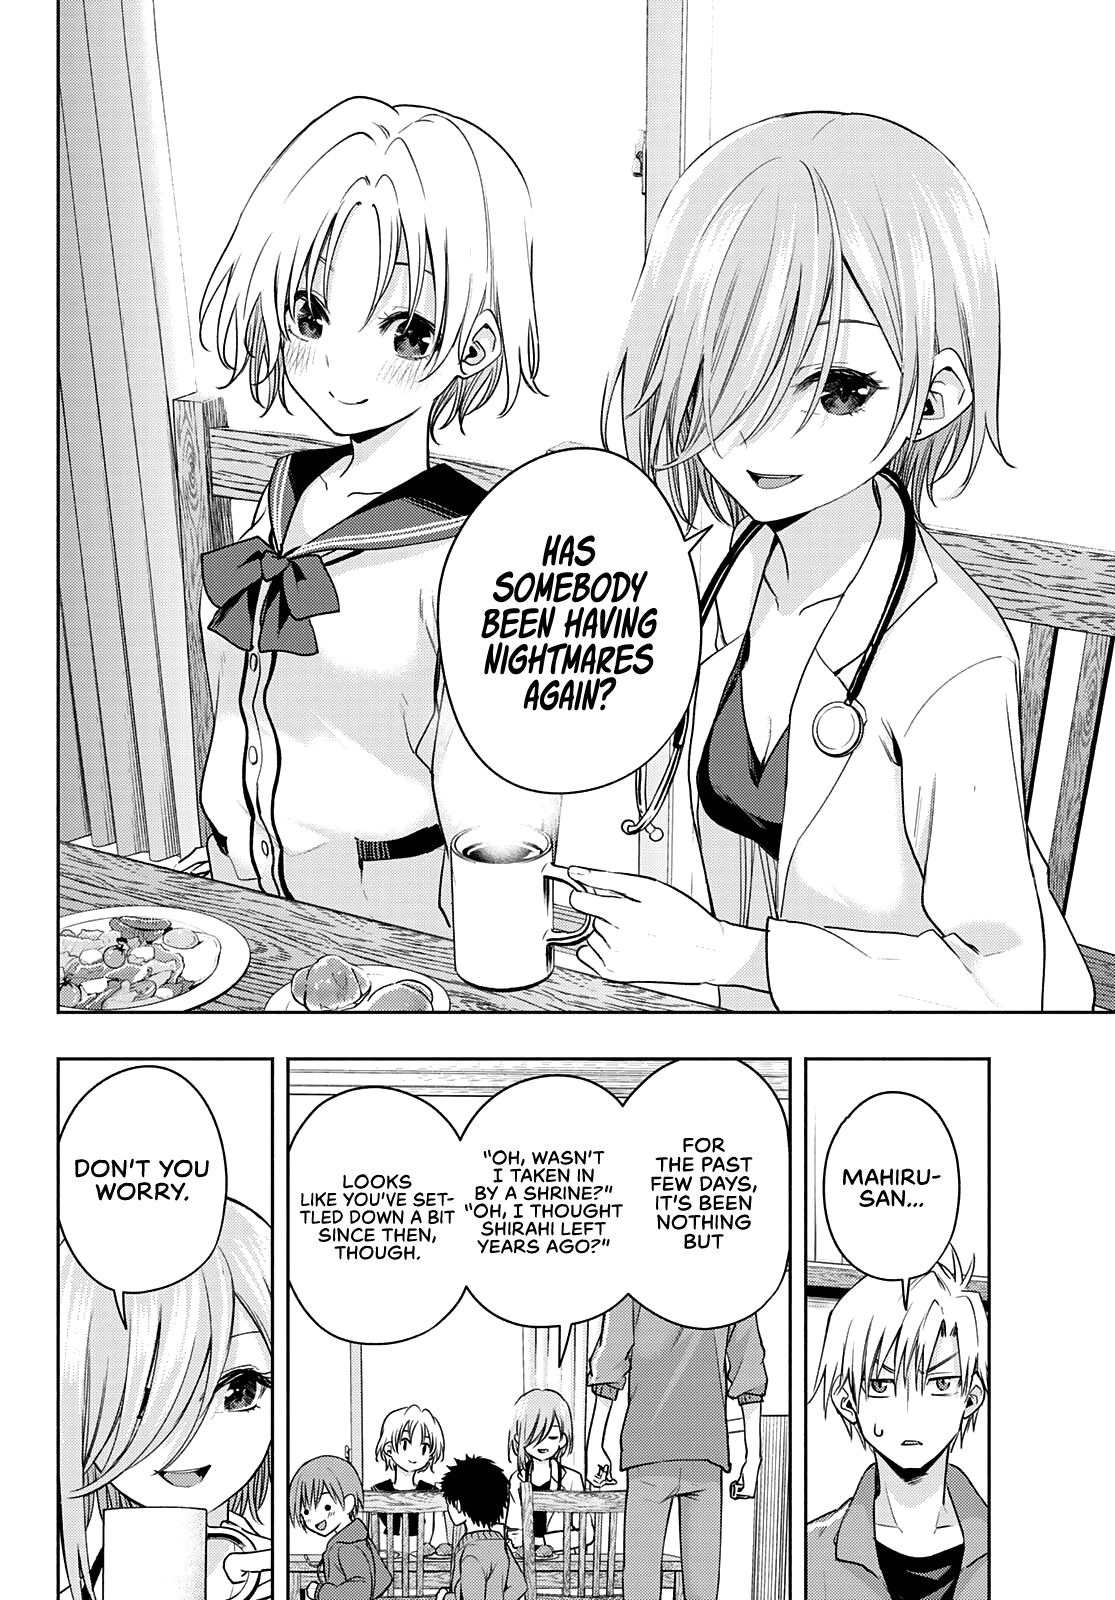 HAS
SOMEBODY
BEEN HAVING
NIGHTMARES
AGAIN?
MAHIRU-
SAN...
FOR
THE PAST
FEW DAYS,
IT'S BEEN
NOTHING
BUT
"OH, WASN'T
I TAKEN IN
BY A SHRINE?"
"OH, I THOUGHT
SHIRAHI LEFT
YEARS AGO?"
LOOKS
LIKE YOU'VE SET-
TLED DOWN A BIT
SINCE THEN,
THOUGH.
DON'T YOU
WORRY.